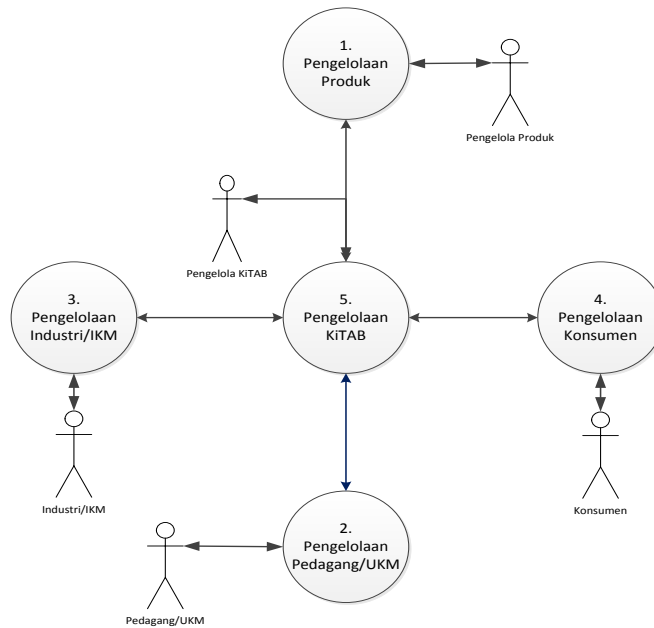 1.
Pengelolaan
Produk
Pengelola Produk
Pengelola KiTAB
3.
Pengelolaan
Industri/IKM
5.
Pengelolaan
KiTAB
4.
Pengelolaan
Konsumen
Industri/IKM
Konsumen
2.
Pengelolaan
Pedagang/UKM
Pedagang/UKM